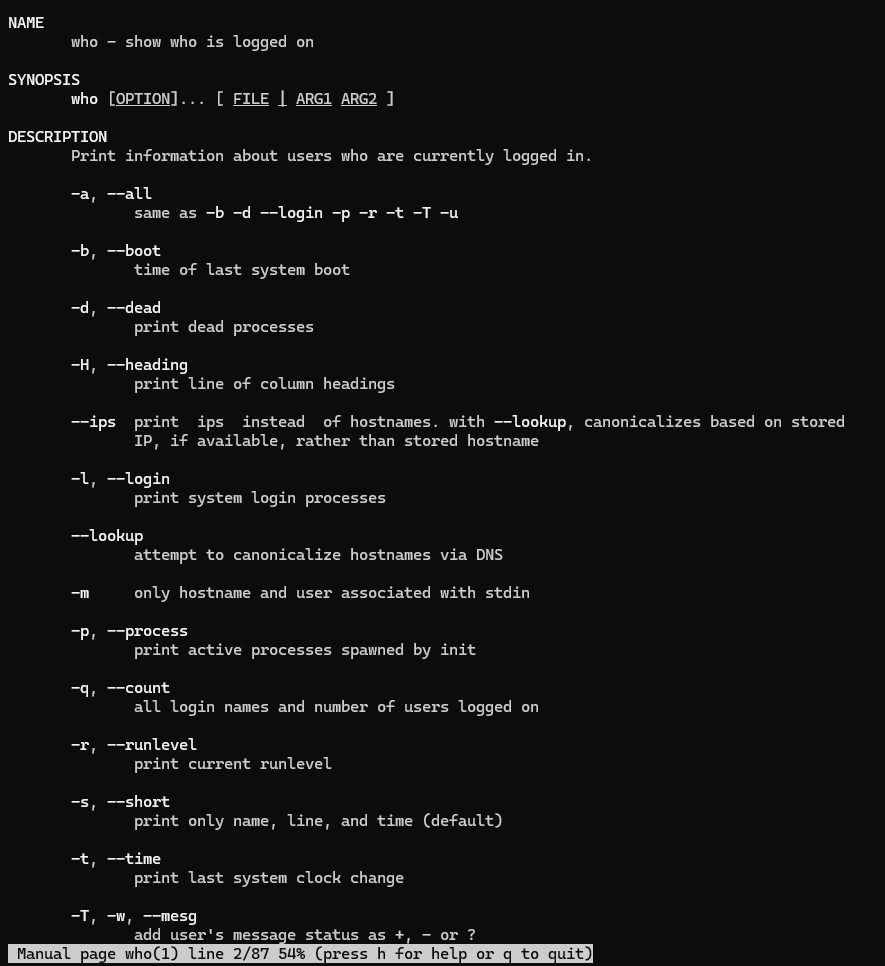 NAME
who - show who is logged on
SYNOPSIS
who [OPTION]... [ FILE | ARG1 ARG2 ]
DESCRIPTION
Print information about users who are currently logged in.
-a, --all
same as -b -d --login -p -r -t -T -u
-b, --boot
time of last system boot
-d, --dead
print dead processes
-H, --heading
print line of column headings
--ips  print  ips  instead  of hostnames. with --lookup, canonicalizes based on stored
IP, if available, rather than stored hostname
-l, --login
print system login processes
--lookup
attempt to canonicalize hostnames via DNS
-m     only hostname and user associated with stdin
-p, --process
print active processes spawned by init
-q, --count
all login names and number of users logged on
-r, --runlevel
print current runlevel
-s, --short
print only name, line, and time (default)
-t, --time
print last system clock change
-T, -w, --mesg
add user's message status as +, - or ?
Manual page who(1) line 2/87 54% (press h for help or q to quit)